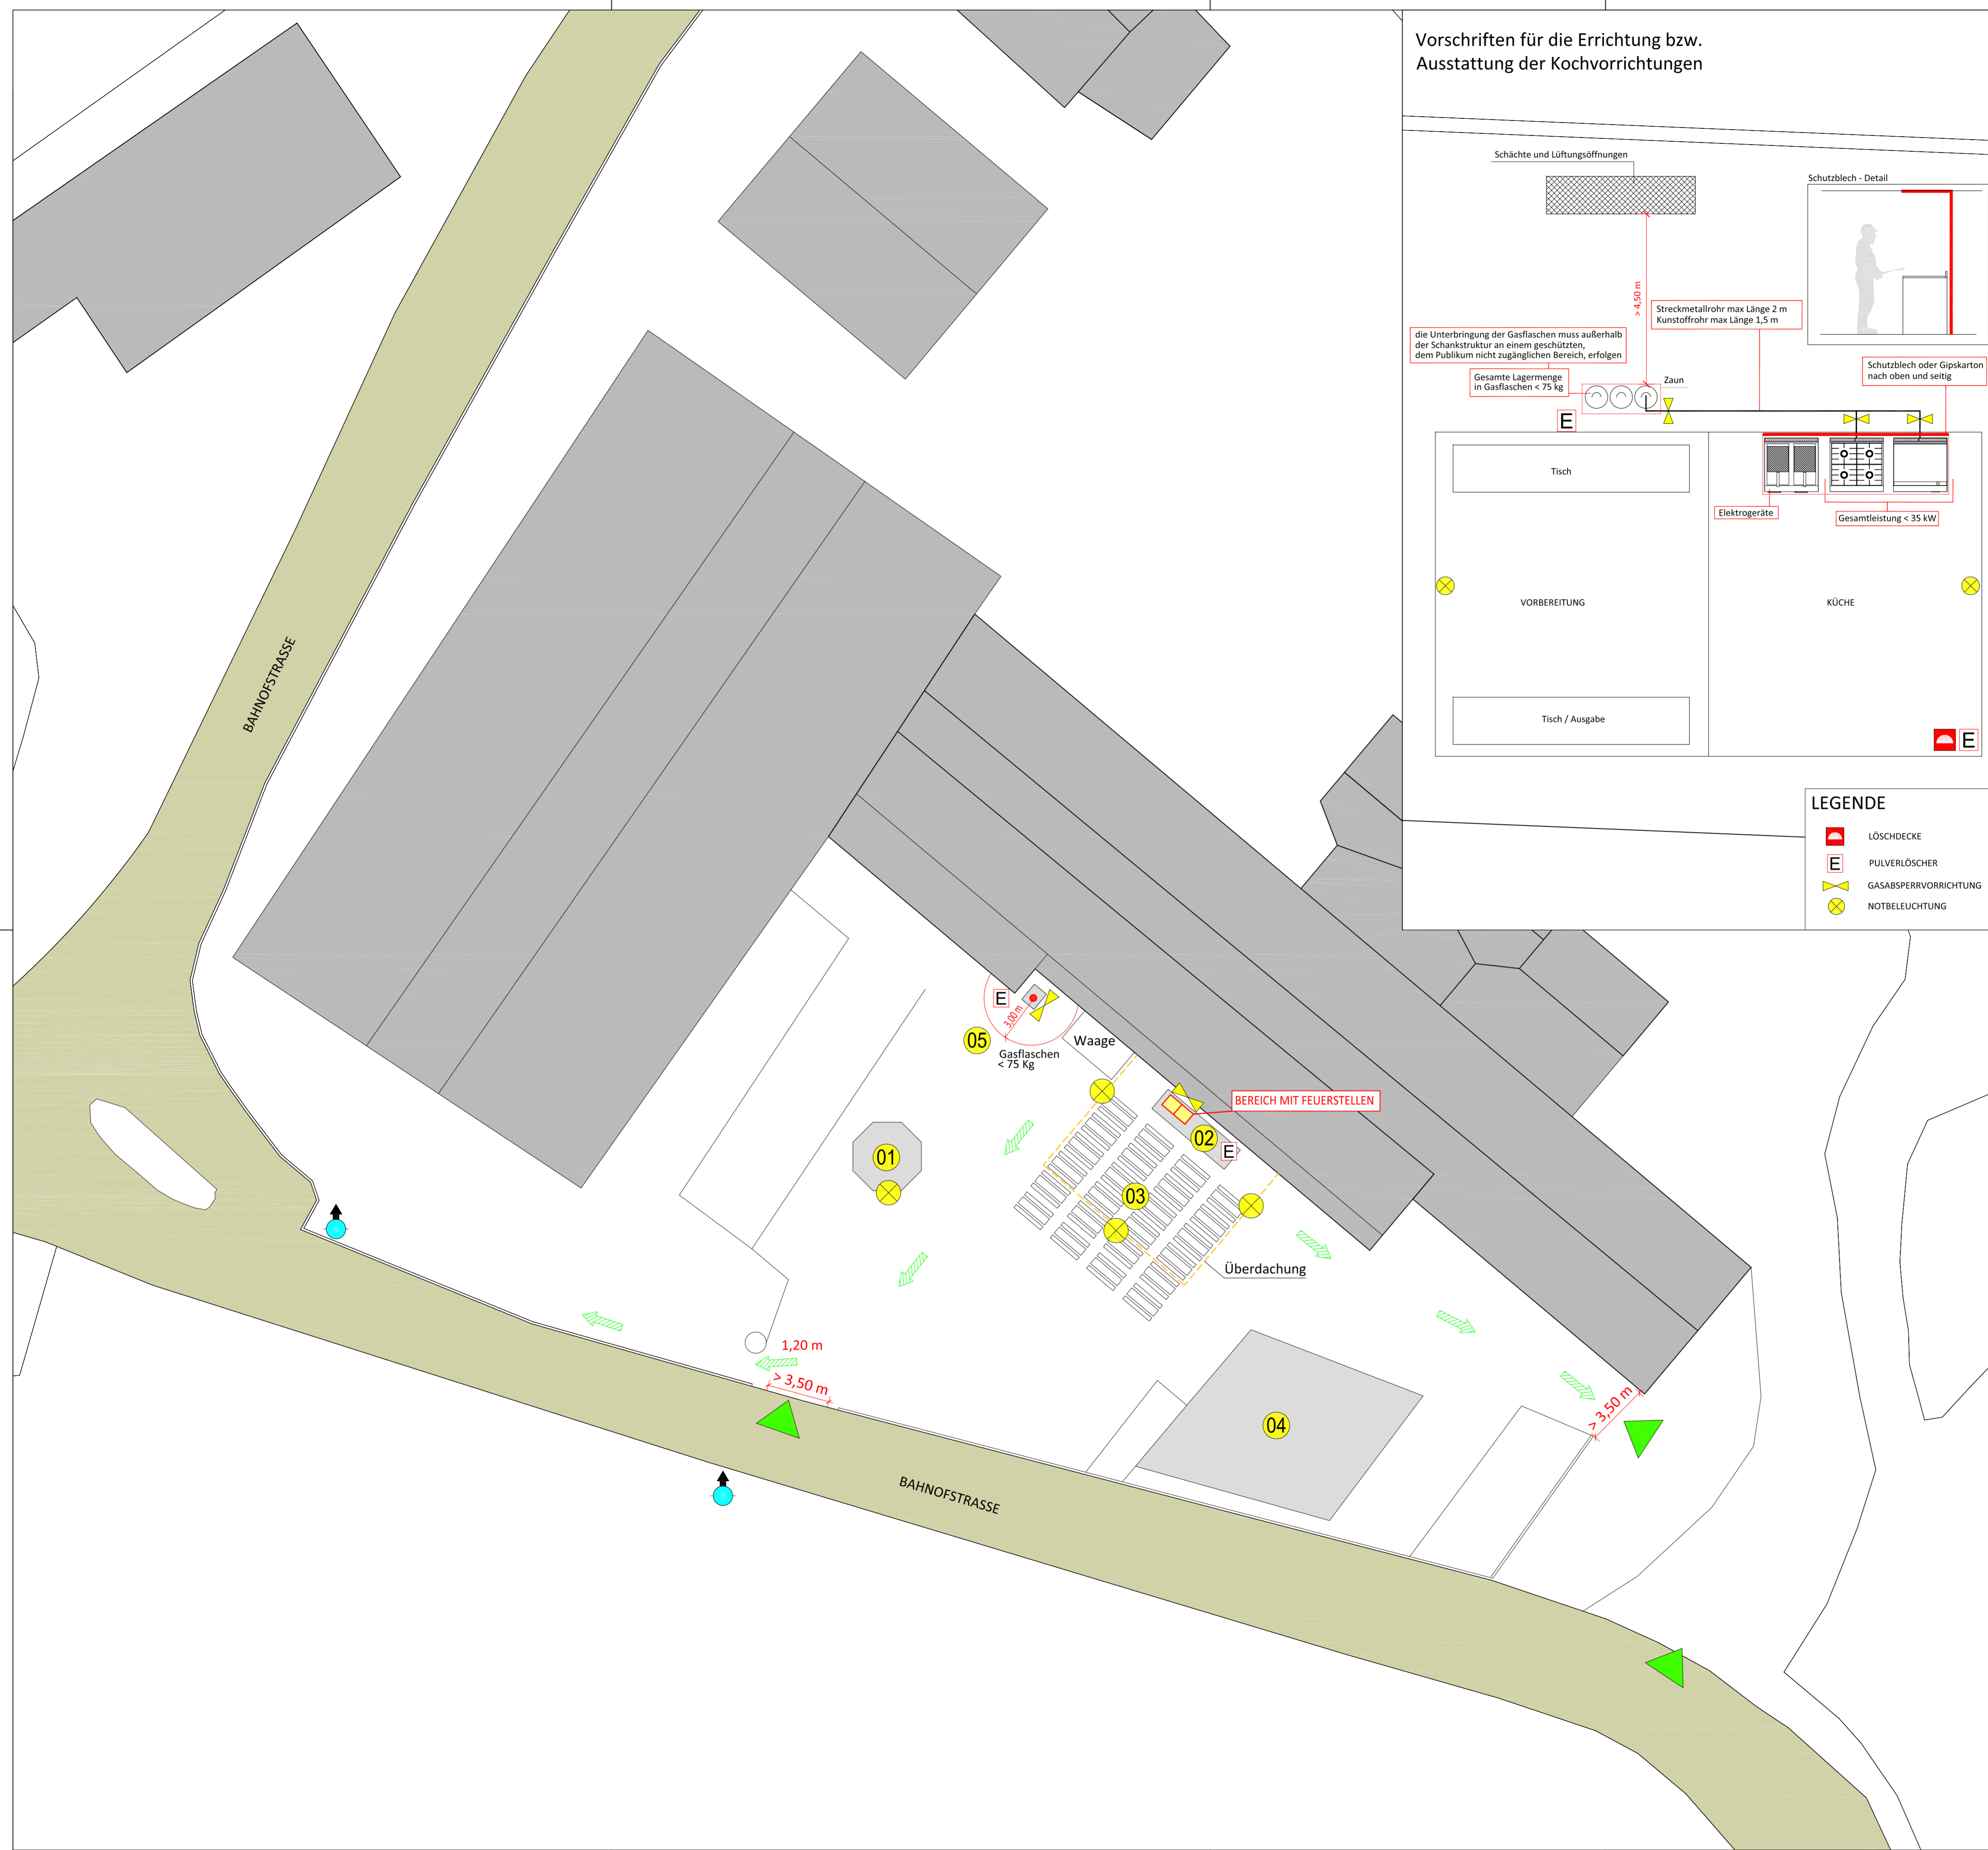 Vorschriften für die Errichtung bzw.
Ausstattung der Kochvorrichtungen
Schächte und Lüftungsöffnungen
Schutzblech - Detail
> 4,50 m
Streckmetallrohr max Länge 2 m
Kunstoffrohr max Länge 1,5 m
die Unterbringung der Gasflaschen muss außerhalb
der Schankstruktur an einem geschützten,
dem Publikum nicht zugänglichen Bereich, erfolgen
Gesamte Lagermenge
in Gasflaschen < 75 kg
Zaun
Schutzblech oder Gipskarton
nach oben und seitig
E
Tisch
Elektrogeräte
Gesamtleistung < 35 kW
VORBEREITUNG
KÜCHE
Tisch / Ausgabe
E
LEGENDE
LÖSCHDECKE
E PULVERLÖSCHER
GASABSPERRVORRICHTUNG
NOTBELEUCHTUNG
BAHNOFSTRASSE
E
3,00 m
05
Gasflaschen
< 75 Kg
Waage
BEREICH MIT FEUERSTELLEN
02
E
01
03
Überdachung
1,20 m
> 3,50 m
> 3,50 m
04
BAHNOFSTRASSE